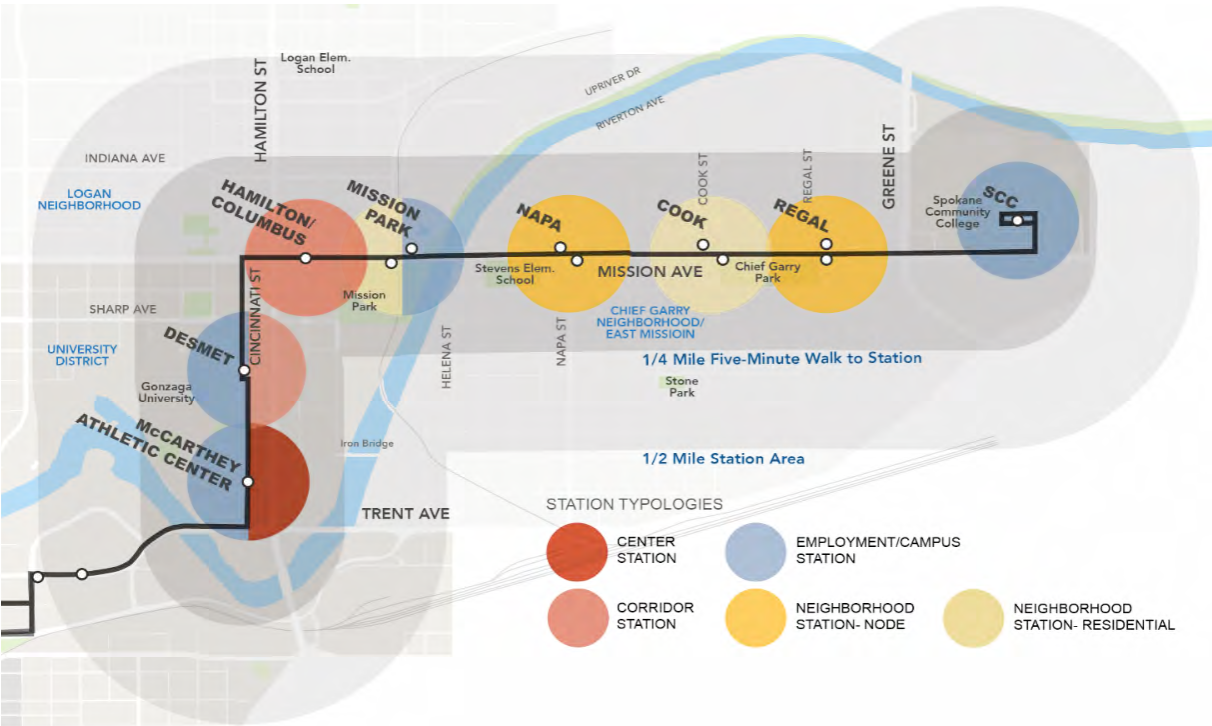 Logan Elem.
School
HAMILTON ST
UPRIVER DR
RIVERTON AVE
INDIANA AVE
LOGAN
NEIGHBORHOOD
HAMILTON/
COLUMBUS
MISSION
PARK
NAPA
COOK
COOK ST
REGAL
REGAL ST
GREENE ST
SCC
Spokane
Community
College
Stevens Elem.
School
MISSION AVE
Chief Garry
Park
Mission
Park
SHARP AVE
CINCINNATI ST
CHIEF GARRY
NEIGHBORHOOD/
EAST MISSIOIN
DESMET
UNIVERSITY
DISTRICT
HELENA ST
NAPA ST
1/4 Mile Five-Minute Walk to Station
Stone
Park
Gonzaga
University
McCARTHEY
ATHLETIC CENTER
Iron Bridge
1/2 Mile Station Area
TRENT AVE
STATION TYPOLOGIES
CENTER
STATION
EMPLOYMENT/CAMPUS
STATION
CORRIDOR
STATION
NEIGHBORHOOD
STATION- NODE
NEIGHBORHOOD
STATION- RESIDENTIAL